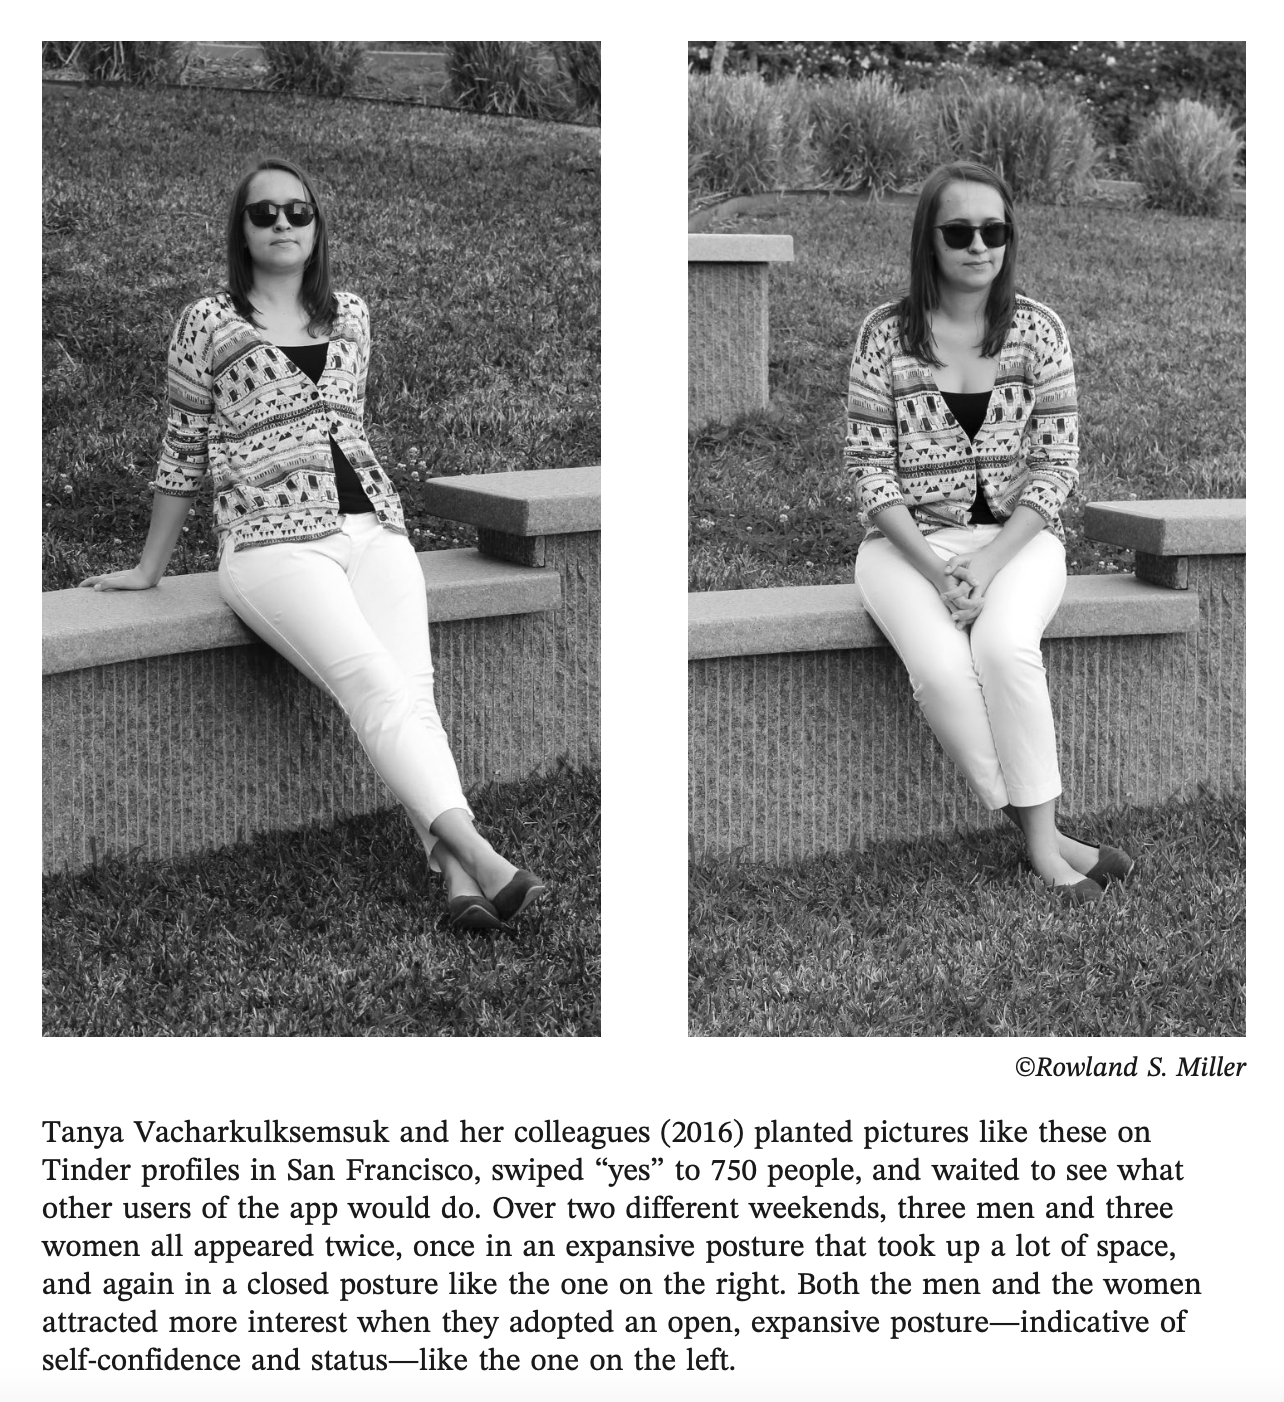 ©Rowland S. Miller
Tanya Vacharkulksemsuk and her colleagues (2016) planted pictures like these on
Tinder profiles in San Francisco, swiped “yes” to 750 people, and waited to see what
other users of the app would do. Over two different weekends, three men and three
women all appeared twice, once in an expansive posture that took up a lot of space,
and again in a closed posture like the one on the right. Both the men and the women
attracted more interest when they adopted an open, expansive posture—indicative of
self-confidence and status—like the one on the left.